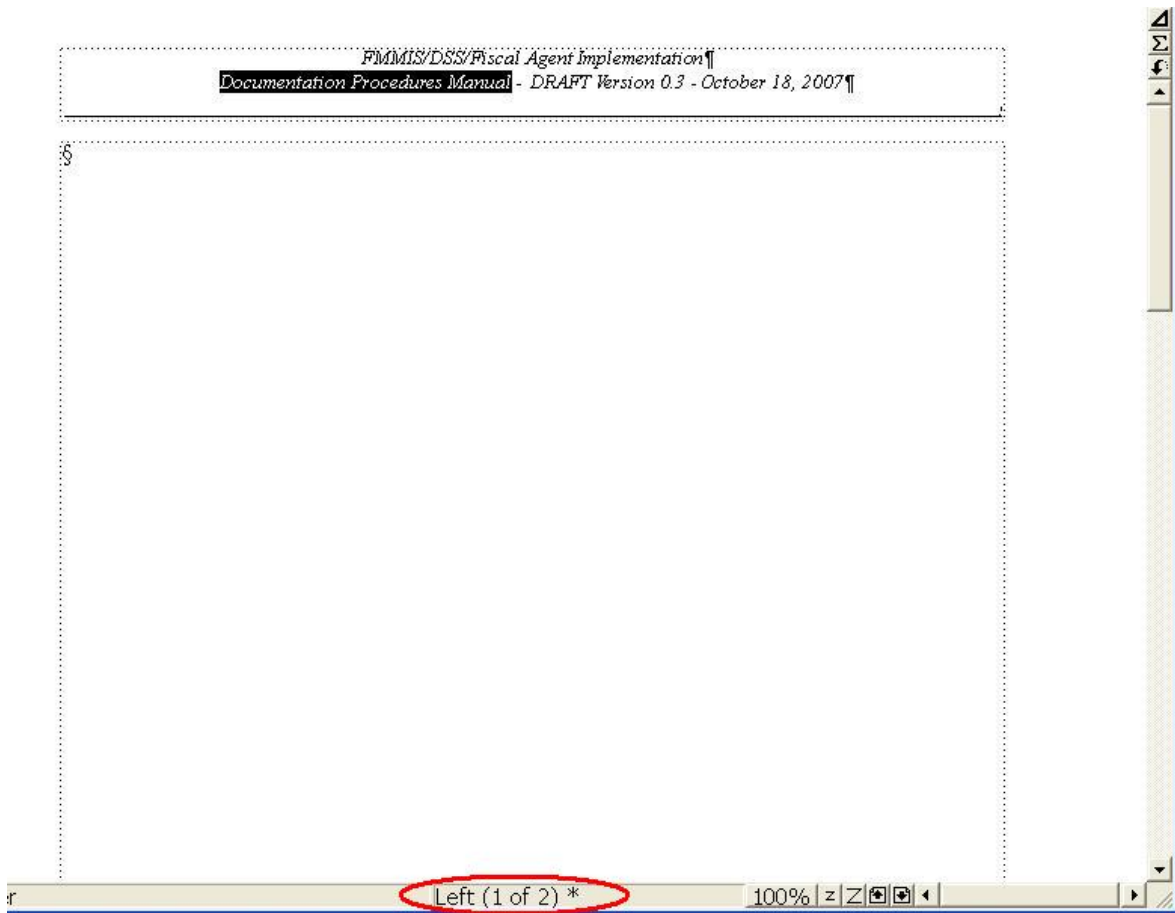 FMMIS/DSS/Fiscal Agent Implementation¶
Documentation Procedures Manual - DRAFT Version 0.3 - October 18, 2007¶
§
r
Left (1 of 2) *
100%
z Z